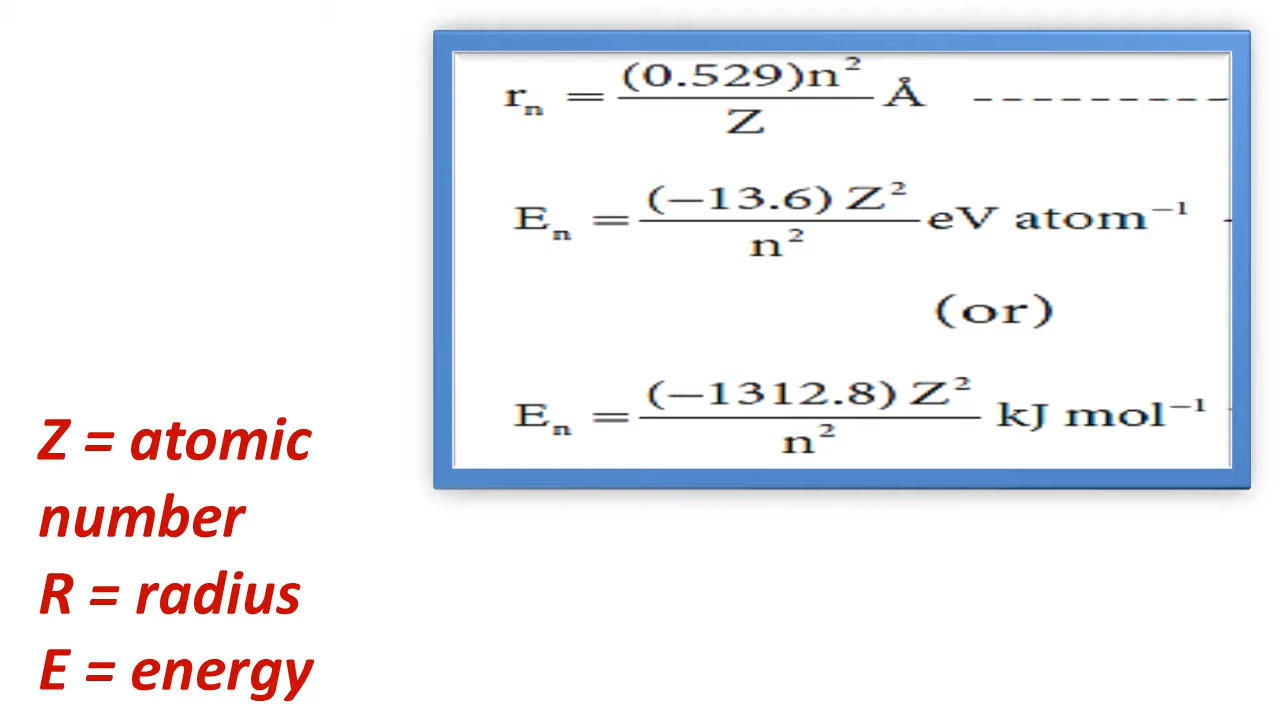 rₙ = (0.529)n² / Z Å ---------
Eₙ = (−13.6) Z² / n² eV atom⁻¹ -
(or)
Eₙ = (−1312.8) Z² / n² kJ mol⁻¹ -
Z = atomic
number
R = radius
E = energy